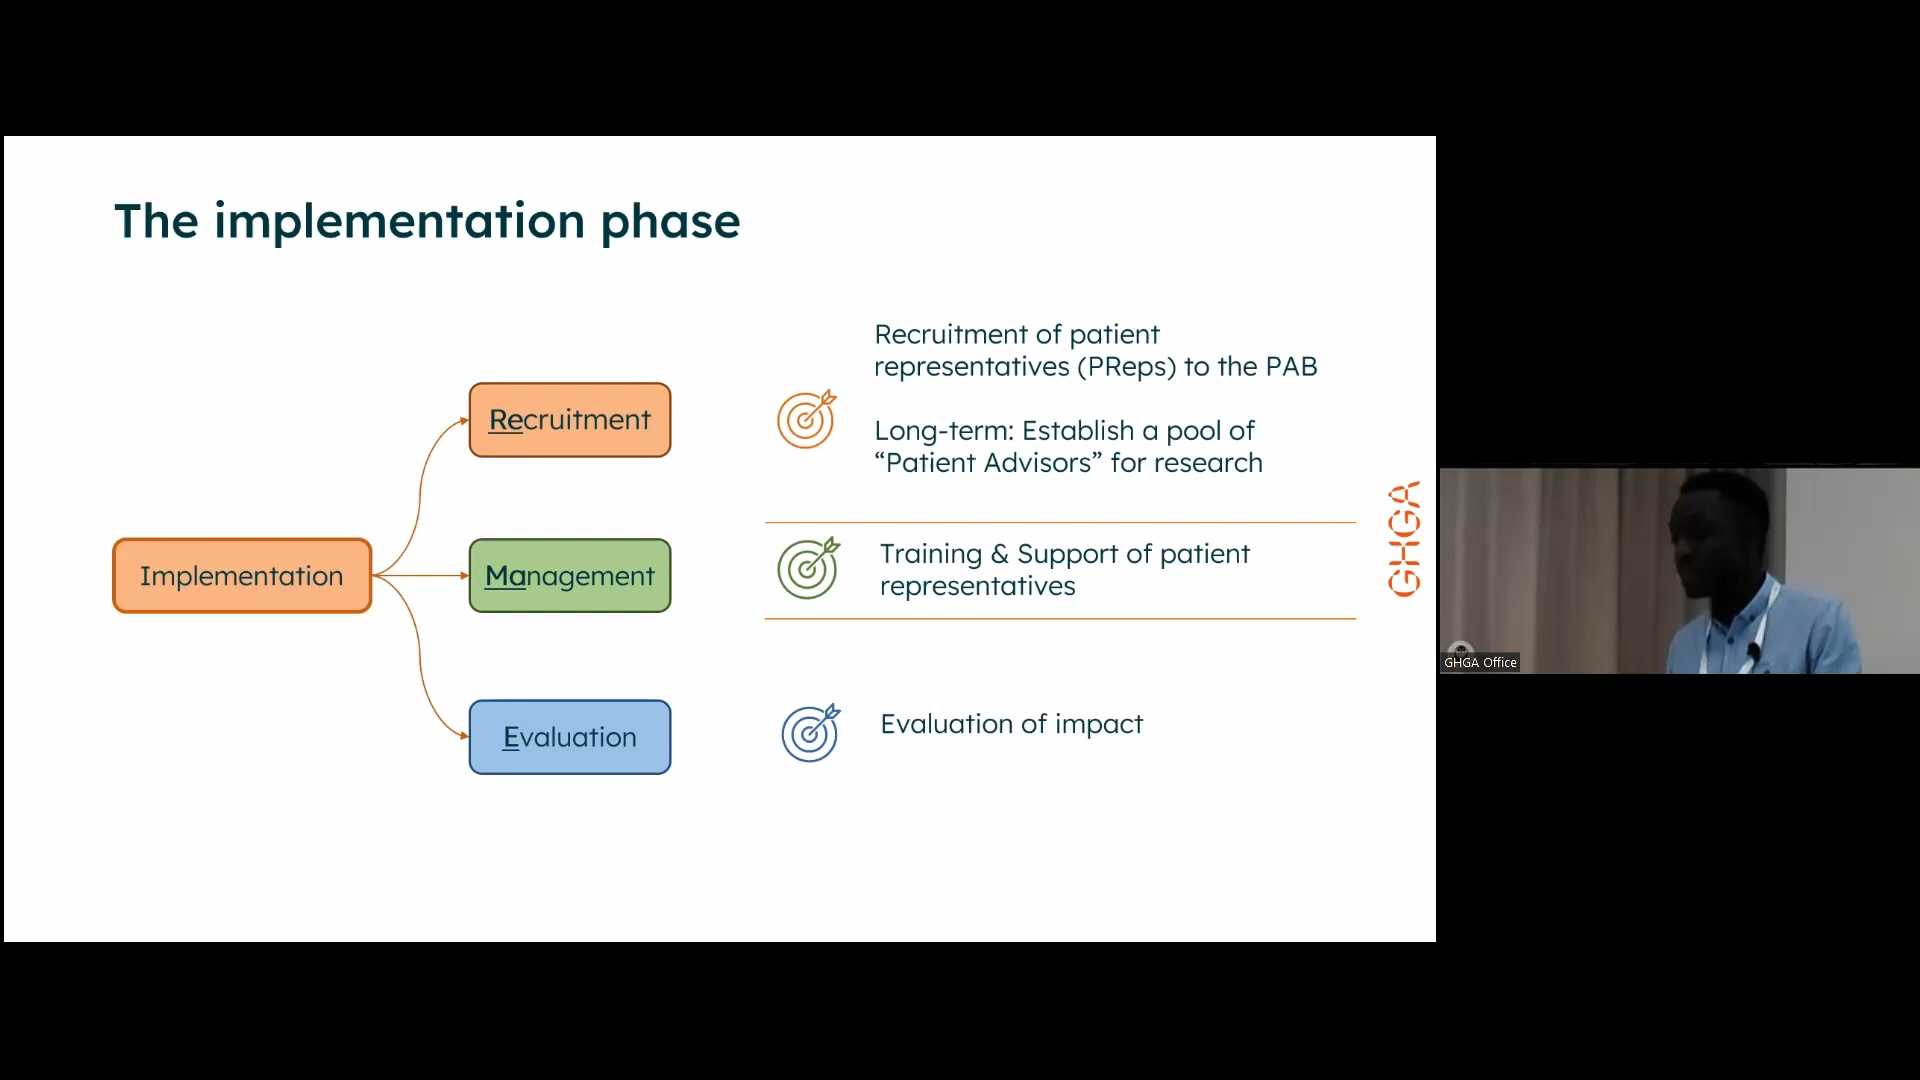 The implementation phase
Recruitment of patient
representatives (PReps) to the PAB
Recruitment
Long-term: Establish a pool of
“Patient Advisors” for research
Implementation
Management
Training & Support of patient
representatives
Evaluation
Evaluation of impact
GHGA
GHGA Office